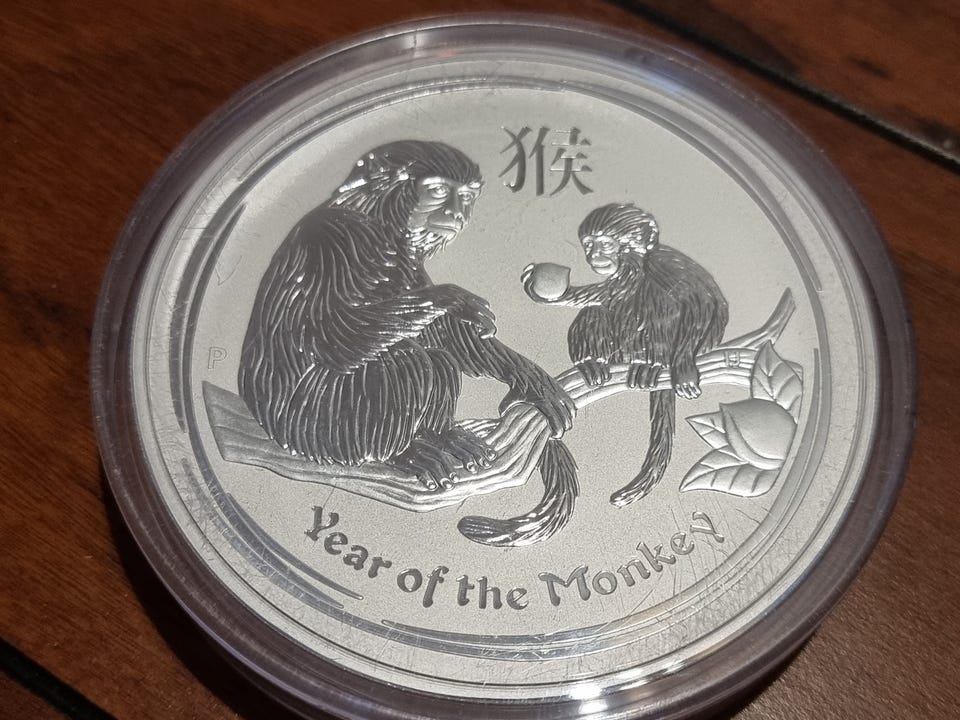 猴
P
Year of the Monkey